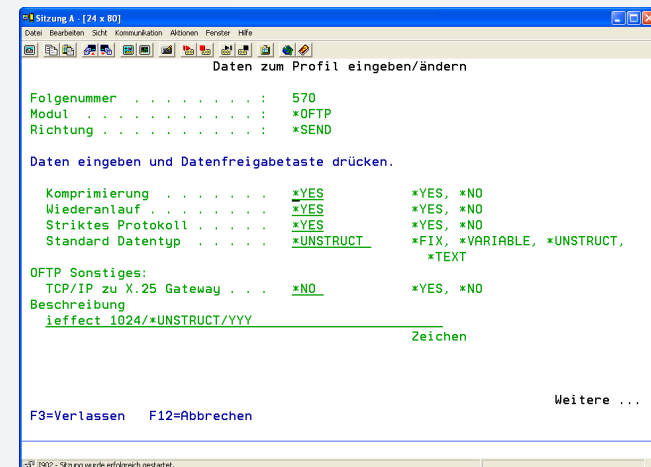 Sitzung A - [24 x 80]
Datei Bearbeiten Sicht Kommunikation Aktionen Fenster Hilfe
Daten zum Profil eingeben/ändern
Folgenummer . . . . . . . . : 570
Modul . . . . . . . . . . . : *OFTP
Richtung . . . . . . . . . . : *SEND
Daten eingeben und Datenfreigabetaste drücken.
Komprimierung . . . . . . . *YES *YES, *NO
Wiederanlauf . . . . . . . . *YES *YES, *NO
Striktes Protokoll . . . . . *YES *YES, *NO
Standard Datentyp . . . . . *UNSTRUCT *FIX, *VARIABLE, *UNSTRUCT,
*TEXT
OFTP Sonstiges:
TCP/IP zu X.25 Gateway . . . *NO *YES, *NO
Beschreibung
ieffect 1024/*UNSTRUCT/YYY
Zeichen
Weitere ...
F3=Verlassen F12=Abbrechen
I902 - Sitzung wurde erfolgreich gestartet.